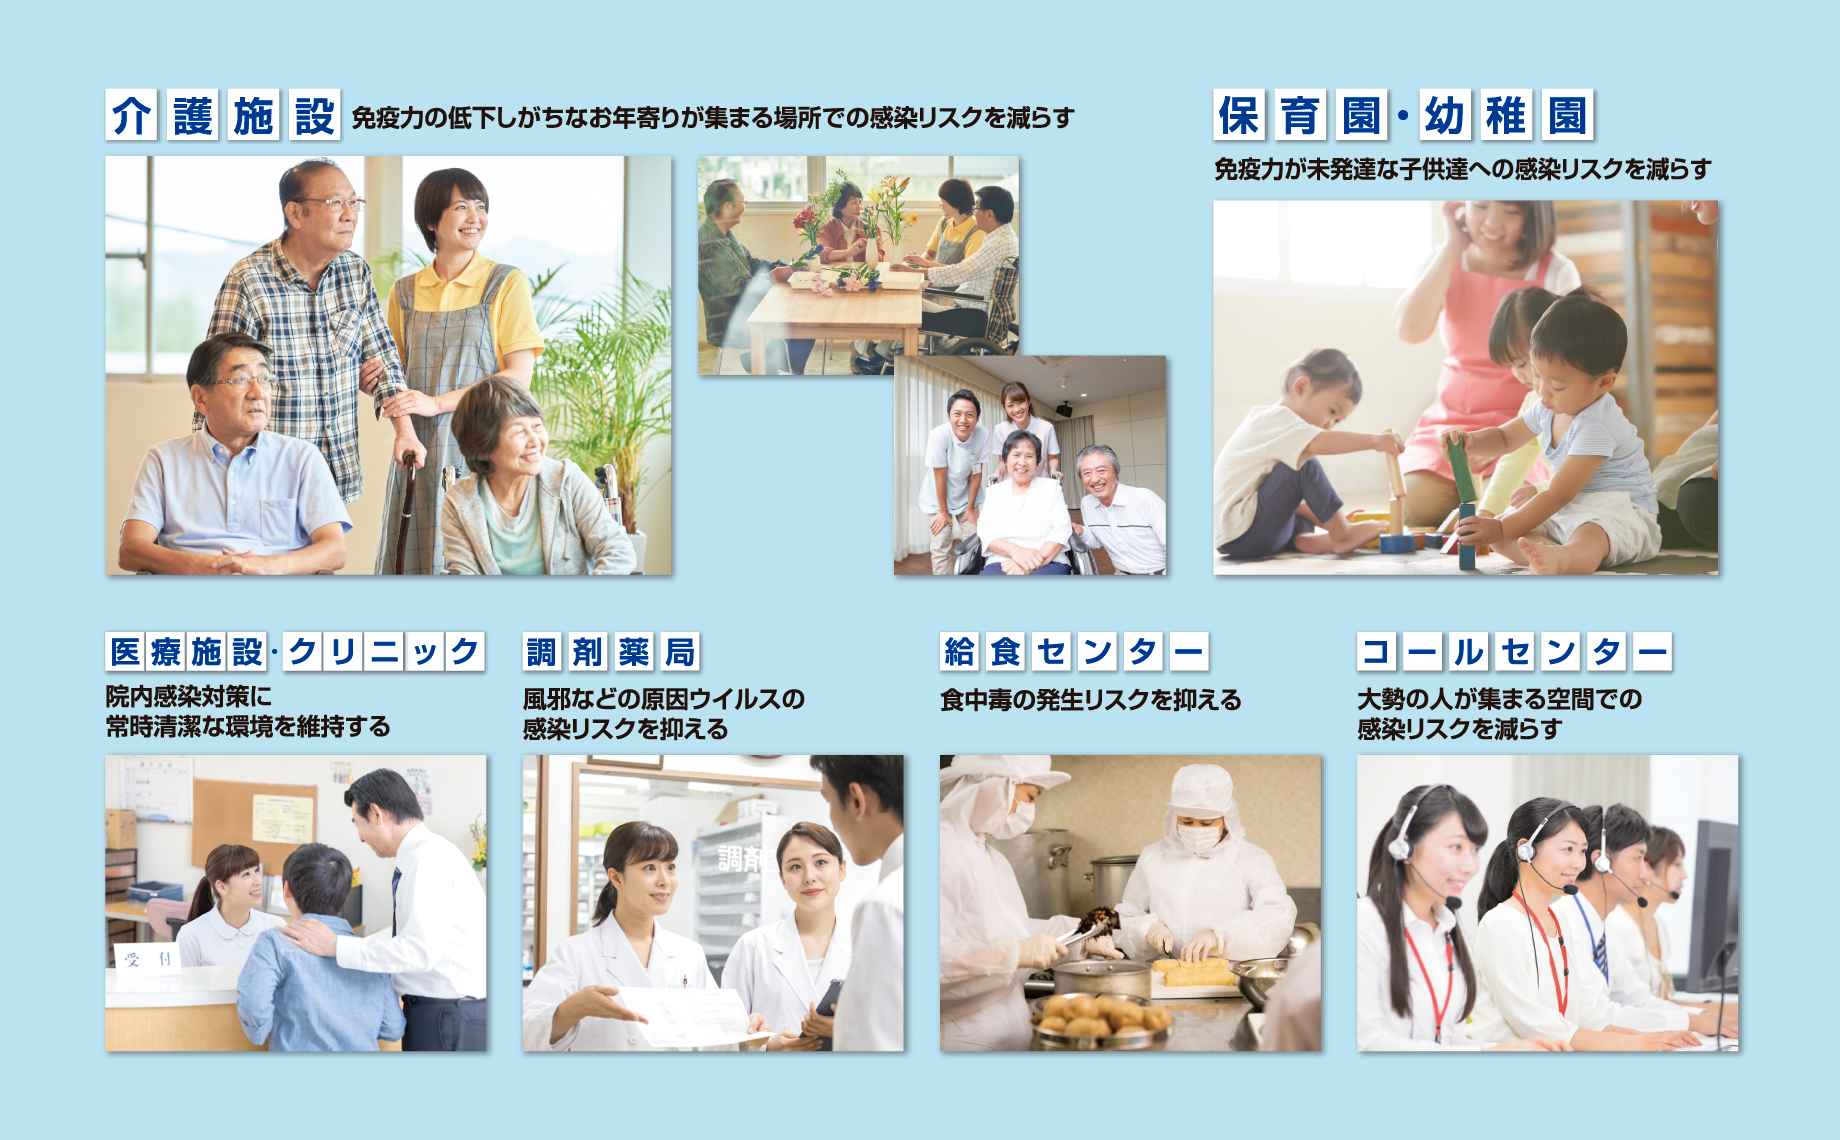 介護施設 免疫力の低下しがちなお年寄りが集まる場所での感染リスクを減らす
保育園・幼稚園
免疫力が未発達な子供達への感染リスクを減らす
医療施設・クリニック
院内感染対策に
常時清潔な環境を維持する
受付
調剤薬局
風邪などの原因ウイルスの
感染リスクを抑える
調剤
給食センター
食中毒の発生リスクを抑える
コールセンター
大勢の人が集まる空間での
感染リスクを減らす